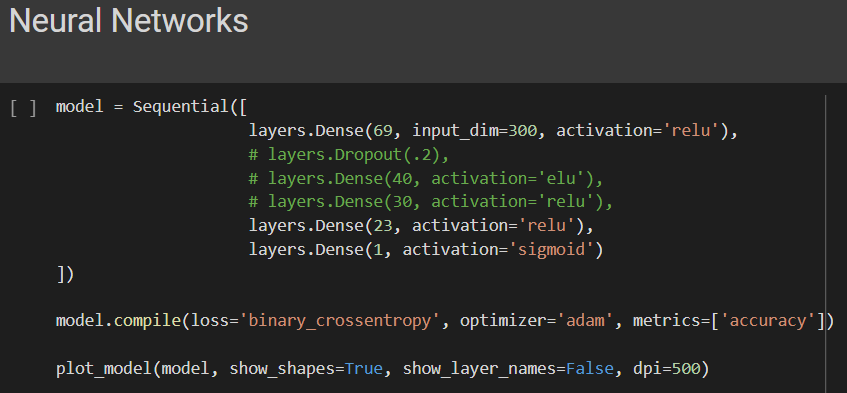 Neural Networks
[ ] model = Sequential([
layers.Dense(69, input_dim=300, activation='relu'),
# layers.Dropout(.2),
# layers.Dense(40, activation='elu'),
# layers.Dense(30, activation='relu'),
layers.Dense(23, activation='relu'),
layers.Dense(1, activation='sigmoid')
])
model.compile(loss='binary_crossentropy', optimizer='adam', metrics=['accuracy'])
plot_model(model, show_shapes=True, show_layer_names=False, dpi=500)